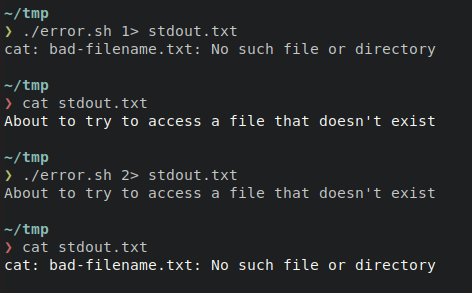 ~/tmp
❯ ./error.sh 1> stdout.txt
cat: bad-filename.txt: No such file or directory
~/tmp
❯ cat stdout.txt
About to try to access a file that doesn't exist
~/tmp
❯ ./error.sh 2> stdout.txt
About to try to access a file that doesn't exist
~/tmp
❯ cat stdout.txt
cat: bad-filename.txt: No such file or directory